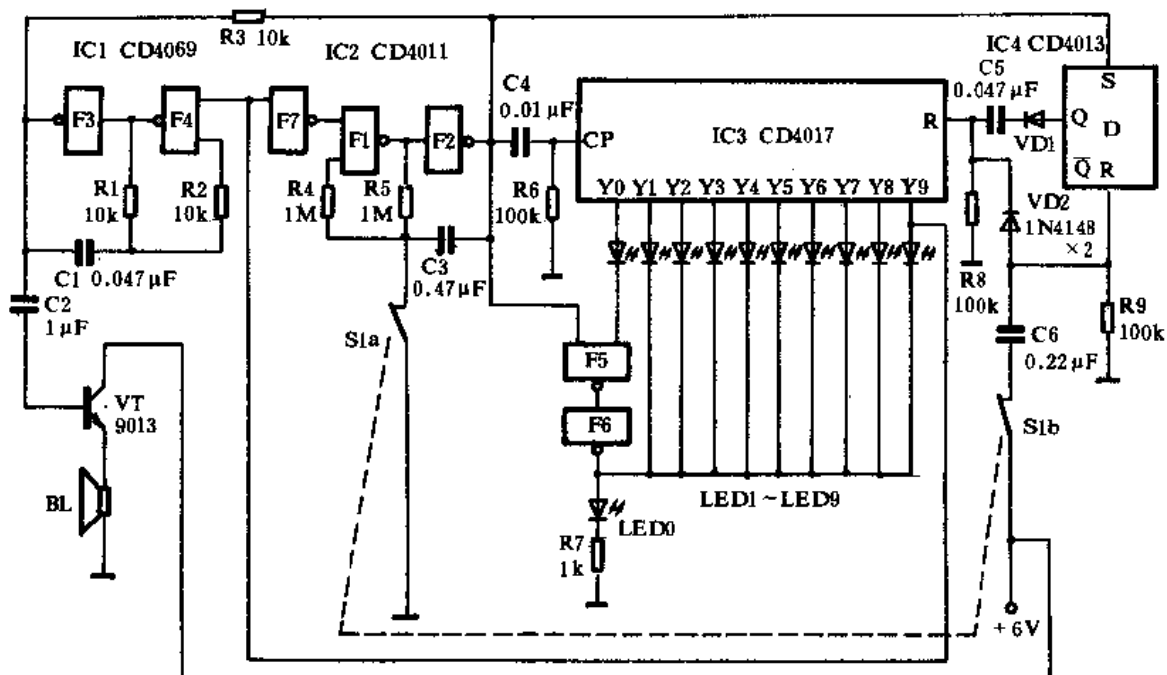 R3 10k
IC1 CD4069
IC2 CD4011
IC4 CD4013
C4
0.01μF
C5
0.047μF
F3
F4
F7
F1
F2
CP
IC3 CD4017
R
VD1
S
Q
D
Q̅ R
R1
10k
R2
10k
R4
1M
R5
1M
R6
100k
Y0 Y1 Y2 Y3 Y4 Y5 Y6 Y7 Y8 Y9
VD2
1N4148
×2
C1 0.047μF
C3
0.47μF
R8
100k
C2
1μF
R9
100k
C6
0.22μF
S1a
F5
F6
S1b
VT
9013
BL
LED0
LED1~LED9
R7
1k
+6V